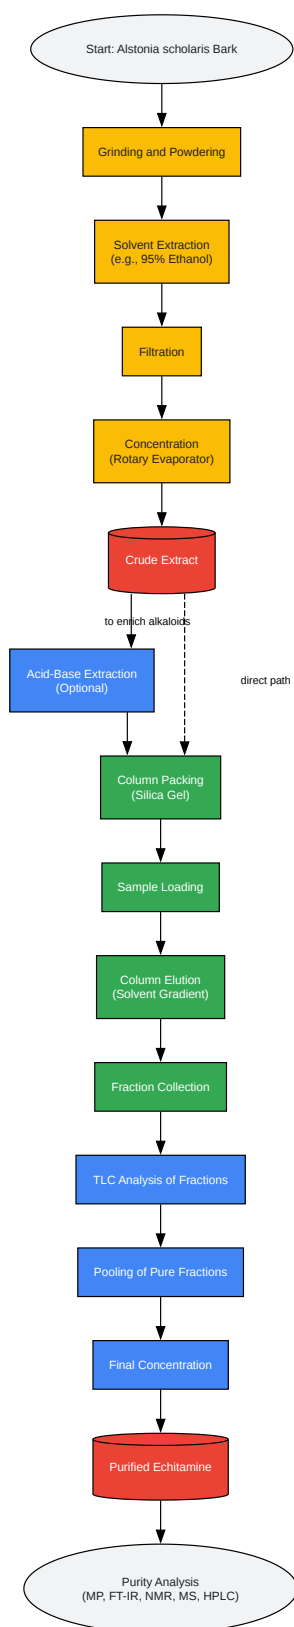 Start: Alstonia scholaris Bark
Grinding and Powdering
Solvent Extraction
(e.g., 95% Ethanol)
Filtration
Concentration
(Rotary Evaporator)
Crude Extract
to enrich alkaloids
Acid-Base Extraction
(Optional)
direct path
Column Packing
(Silica Gel)
Sample Loading
Column Elution
(Solvent Gradient)
Fraction Collection
TLC Analysis of Fractions
Pooling of Pure Fractions
Final Concentration
Purified Echitamine
Purity Analysis
(MP, FT-IR, NMR, MS, HPLC)